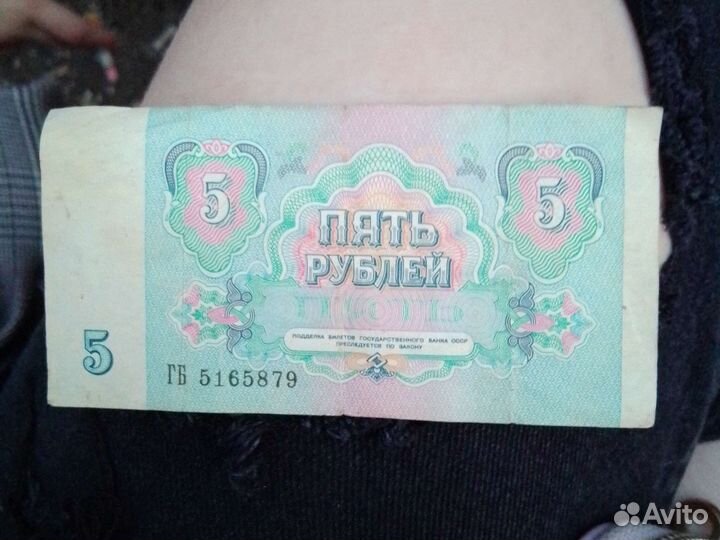 5
5
ПЯТЬ
РУБЛЕЙ
ПОДДЕЛКА БИЛЕТОВ ГОСУДАРСТВЕННОГО БАНКА СССР
ПРЕСЛЕДУЕТСЯ ПО ЗАКОНУ
5
ГБ 5165879
Avito